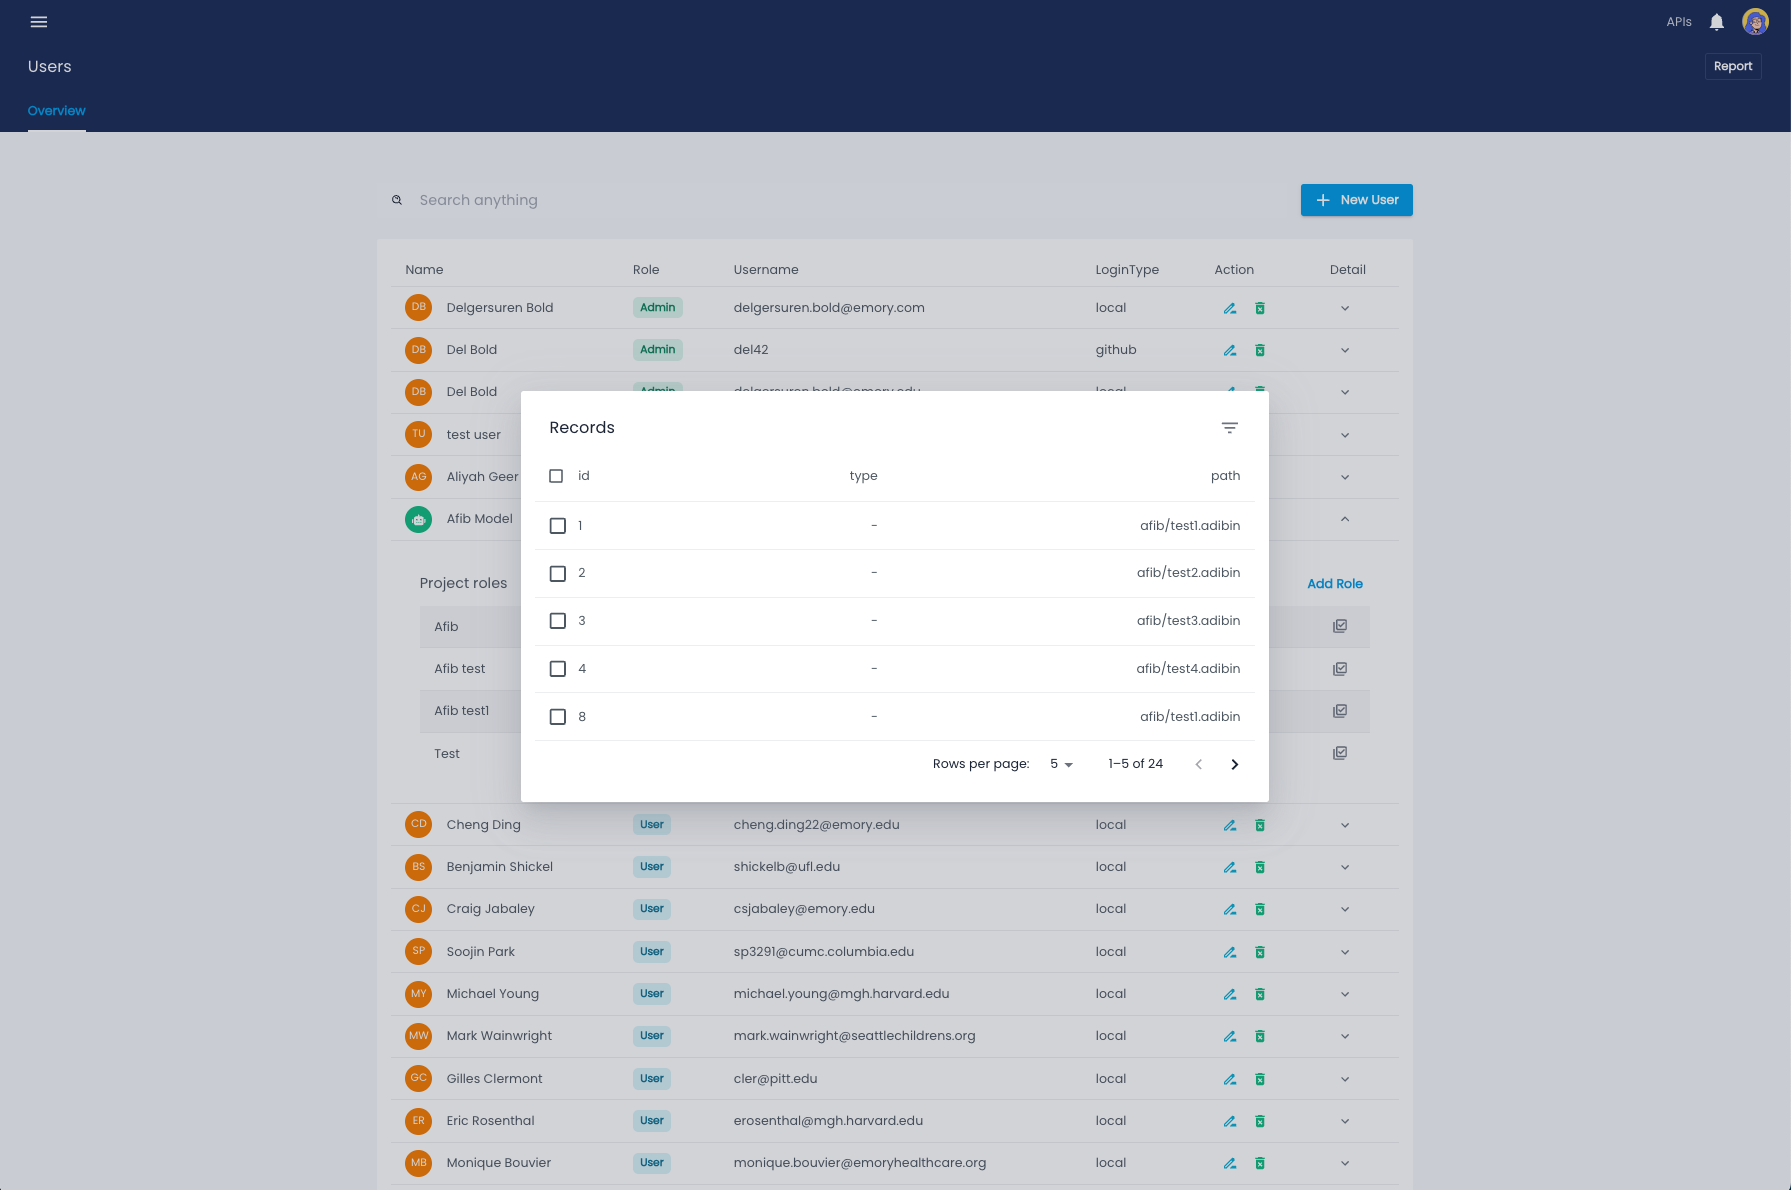 APIs
Users
Report
Overview
Search anything
New User
Name Role Username LoginType Action Detail
DB Delgersuren Bold Admin delgersuren.bold@emory.com local
DB Del Bold Admin del42 github
DB Del Bold Admin delgersuren.bold@emory.edu local
TU test user
AG Aliyah Geer
Afib Model
Project roles
Add Role
Afib
Afib test
Afib test1
Test
Records
id type path
1 - afib/test1.adibin
2 - afib/test2.adibin
3 - afib/test3.adibin
4 - afib/test4.adibin
8 - afib/test1.adibin
Rows per page: 5 1–5 of 24
CD Cheng Ding User cheng.ding22@emory.edu local
BS Benjamin Shickel User shickelb@ufl.edu local
CJ Craig Jabaley User csjabaley@emory.edu local
SP Soojin Park User sp3291@cumc.columbia.edu local
MY Michael Young User michael.young@mgh.harvard.edu local
MW Mark Wainwright User mark.wainwright@seattlechildrens.org local
GC Gilles Clermont User cler@pitt.edu local
ER Eric Rosenthal User erosenthal@mgh.harvard.edu local
MB Monique Bouvier User monique.bouvier@emoryhealthcare.org local